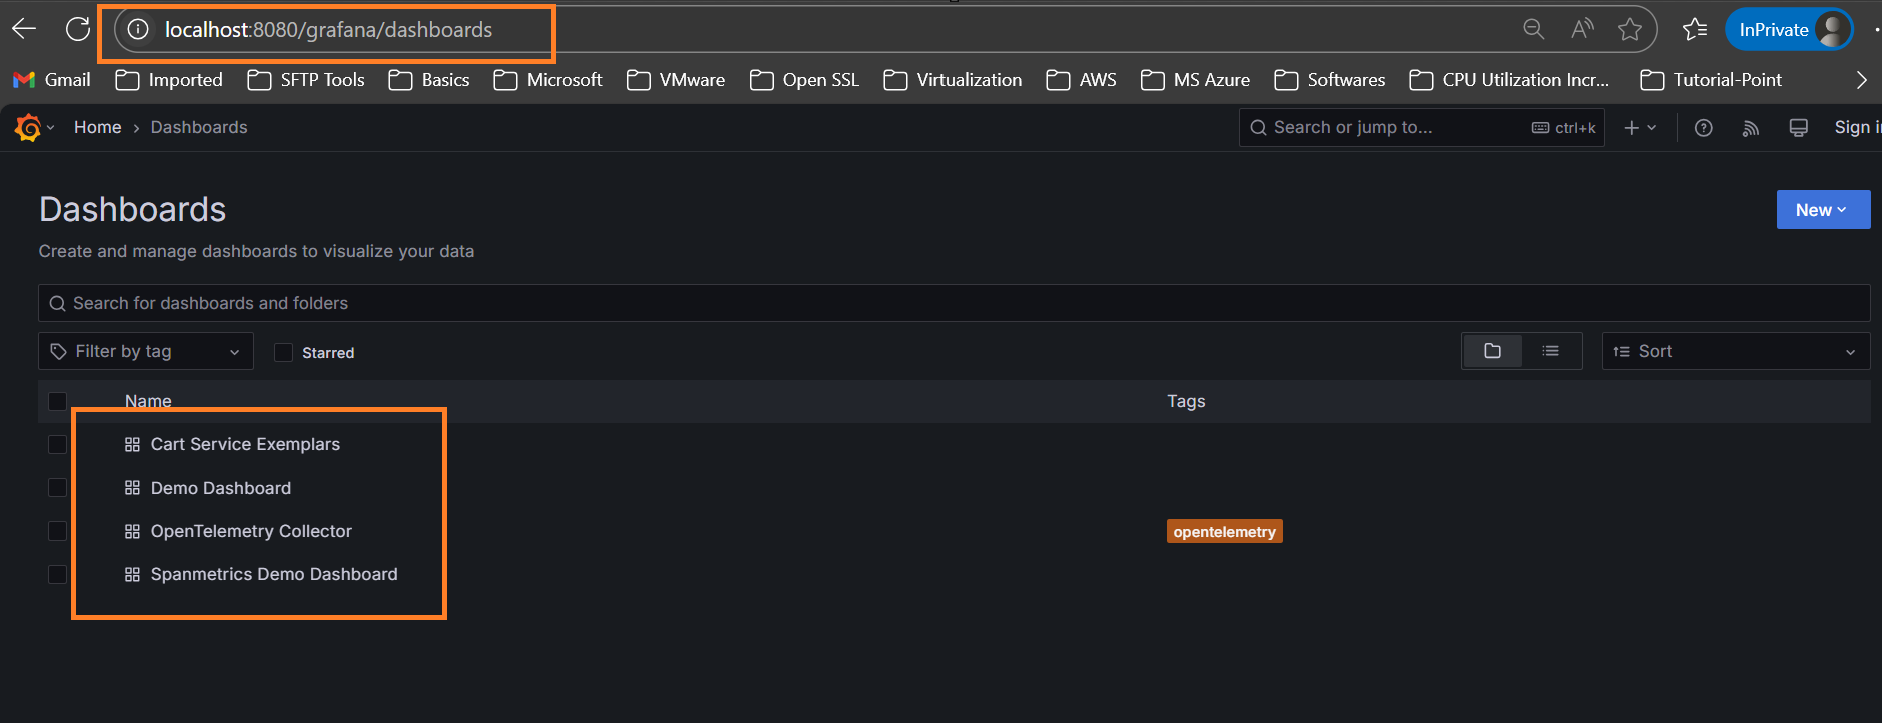 localhost:8080/grafana/dashboards InPrivate
Gmail Imported SFTP Tools Basics Microsoft VMware Open SSL Virtualization AWS MS Azure Softwares CPU Utilization Incr... Tutorial-Point
Home › Dashboards Search or jump to... ctrl+k Sign i
Dashboards
New
Create and manage dashboards to visualize your data
Search for dashboards and folders
Filter by tag Starred Sort
Name Tags
Cart Service Exemplars
Demo Dashboard
OpenTelemetry Collector opentelemetry
Spanmetrics Demo Dashboard